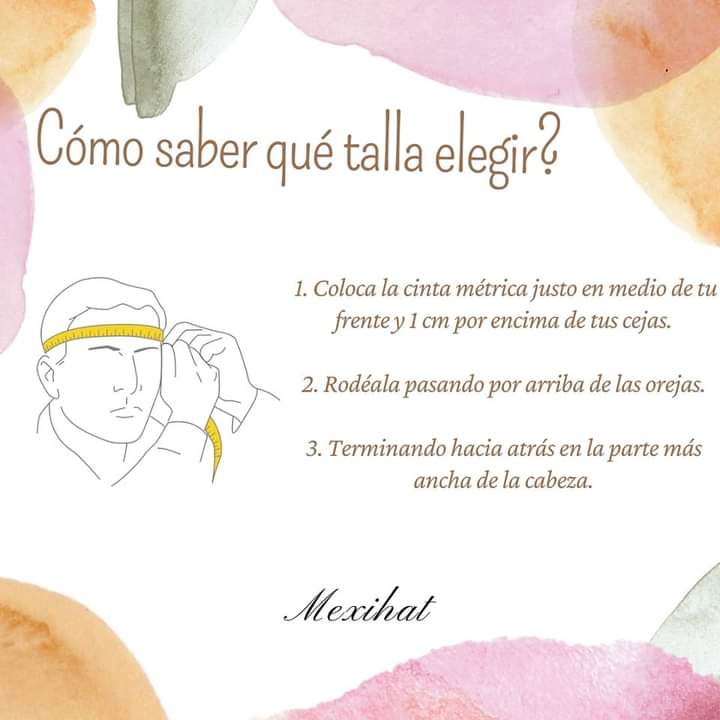 Cómo saber qué talla elegir?
1. Coloca la cinta métrica justo en medio de tu
frente y 1 cm por encima de tus cejas.
2. Rodéala pasando por arriba de las orejas.
3. Terminando hacia atrás en la parte más
ancha de la cabeza.
Mexihat